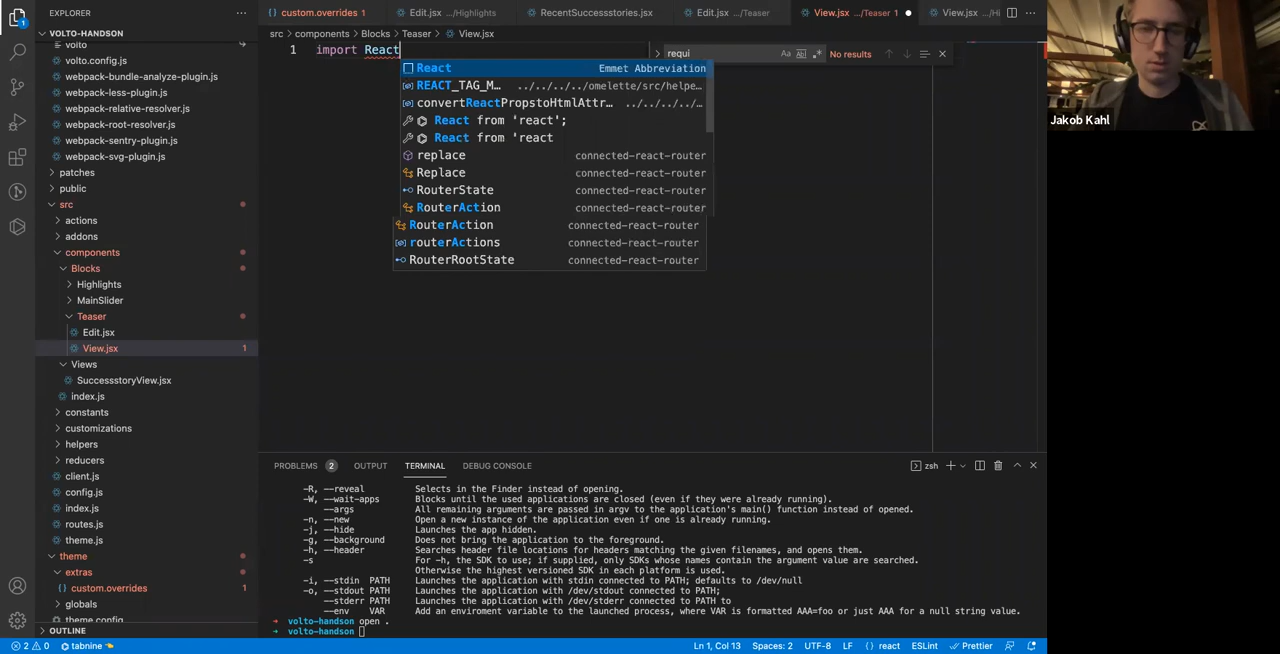 EXPLORER
VOLTO-HANDSON
volto
volto.config.js
webpack-bundle-analyze-plugin.js
webpack-less-plugin.js
webpack-relative-resolver.js
webpack-root-resolver.js
webpack-sentry-plugin.js
webpack-svg-plugin.js
patches
public
src
actions
addons
components
Blocks
Highlights
MainSlider
Teaser
Edit.jsx
View.jsx 1
Views
SuccessstoryView.jsx
index.js
constants
customizations
helpers
reducers
client.js
config.js
index.js
routes.js
theme.js
theme
extras
custom.overrides 1
globals
theme.config
OUTLINE
custom.overrides 1
Edit.jsx .../Highlights
RecentSuccessstories.jsx
Edit.jsx .../Teaser
View.jsx .../Teaser 1
View.jsx .../Hi
src > components > Blocks > Teaser > View.jsx
1 import React
requi Aa ab .* No results
React Emmet Abbreviation
REACT_TAG_M... ../../../../omelette/src/helpe...
convertReactPropstoHtmlAttr... ../../../../...
React from 'react';
React from 'react
replace connected-react-router
Replace connected-react-router
RouterState connected-react-router
RouterAction connected-react-router
RouterAction connected-react-router
routerActions connected-react-router
RouterRootState connected-react-router
Jakob Kahl
PROBLEMS 2 OUTPUT TERMINAL DEBUG CONSOLE zsh
-R, --reveal Selects in the Finder instead of opening.
-W, --wait-apps Blocks until the used applications are closed (even if they were already running).
--args All remaining arguments are passed in argv to the application's main() function instead of opened.
-n, --new Open a new instance of the application even if one is already running.
-j, --hide Launches the app hidden.
-g, --background Does not bring the application to the foreground.
-h, --header Searches header file locations for headers matching the given filenames, and opens them.
-s For -h, the SDK to use; if supplied, only SDKs whose names contain the argument value are searched.
Otherwise the highest versioned SDK in each platform is used.
-i, --stdin PATH Launches the application with stdin connected to PATH; defaults to /dev/null
-o, --stdout PATH Launches the application with /dev/stdout connected to PATH;
--stderr PATH Launches the application with /dev/stderr connected to PATH to
--env VAR Add an enviroment variable to the launched process, where VAR is formatted AAA=foo or just AAA for a null string value.
volto-handson open .
volto-handson
2 0 tabnine Ln 1, Col 13 Spaces: 2 UTF-8 LF {} react ESLint Prettier